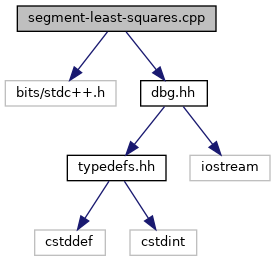 segment-least-squares.cpp
bits/stdc++.h
dbg.hh
typedefs.hh
iostream
cstddef
cstdint